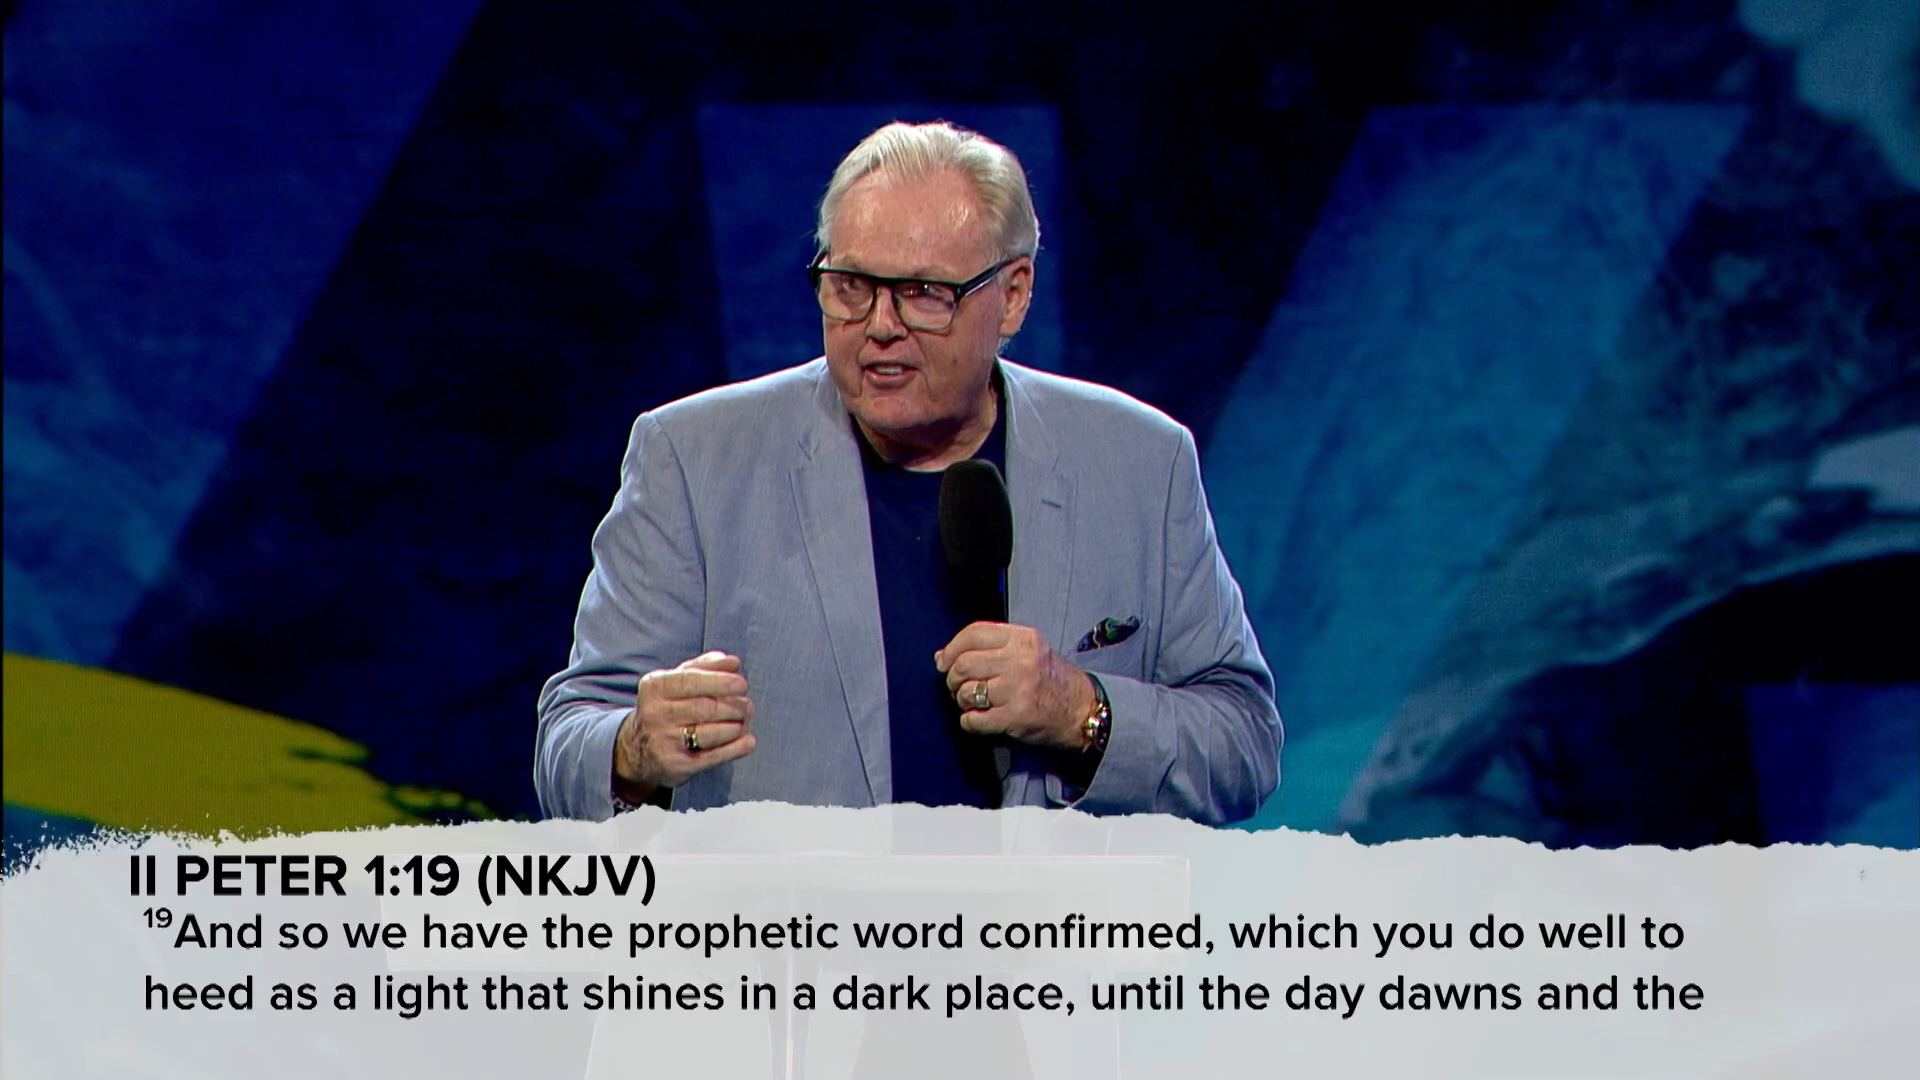 II PETER 1:19 (NKJV)
19And so we have the prophetic word confirmed, which you do well to
heed as a light that shines in a dark place, until the day dawns and the